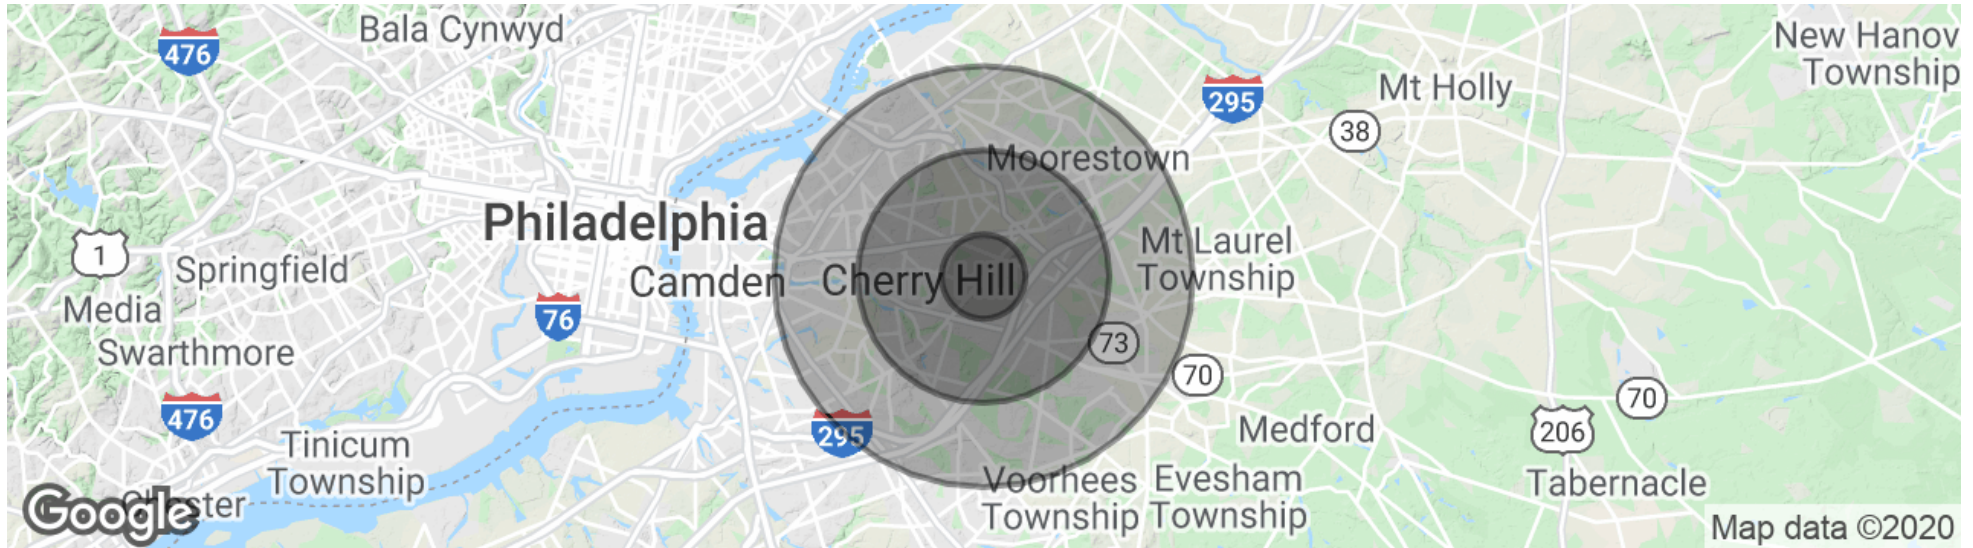 Bala Cynwyd
476
New Hanov
Township
Mt Holly
295
38
Moorestown
Philadelphia
1
Springfield
Camden
Cherry Hill
Mt Laurel
Township
Media
76
Swarthmore
73
70
70
476
295
206
Medford
Tinicum
Township
Voorhees
Township
Evesham
Township
Tabernacle
Google
Map data ©2020